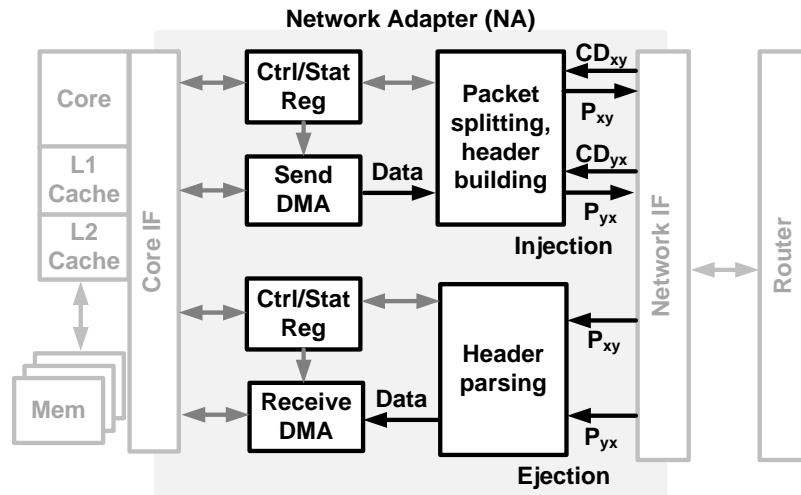 Network Adapter (NA)
Core
L1
Cache
L2
Cache
Mem
Core IF
Ctrl/Stat
Reg
Send
DMA
Data
Packet
splitting,
header
building
CDxy
Pxy
CDyx
Pyx
Injection
Ctrl/Stat
Reg
Receive
DMA
Data
Header
parsing
Pxy
Pyx
Ejection
Network IF
Router